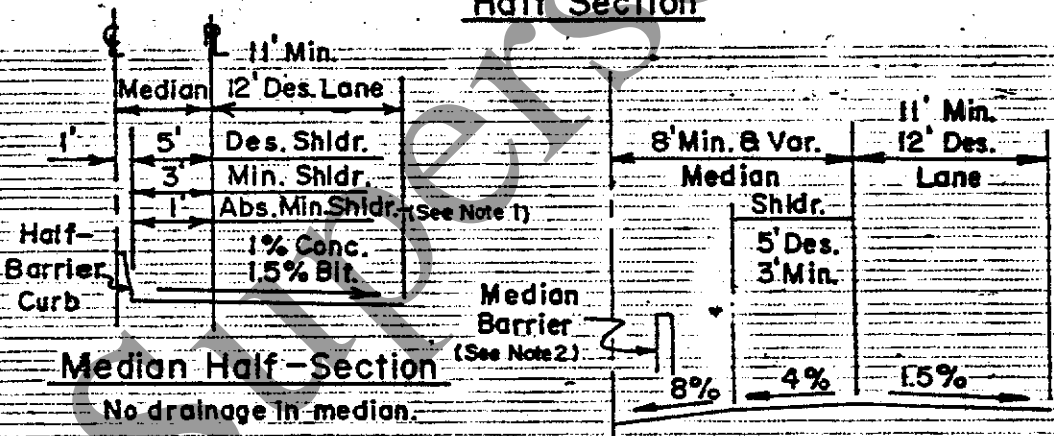 Half Section
℄
11' Min.
Median
12' Des. Lane
1'
5'
Des. Shldr.
3'
Min. Shldr.
1'
Abs. Min. Shldr. (See Note 1)
Half-
Barrier
Curb
1% Conc.
1.5% Bit.
Median Half-Section
No drainage in median.
8' Min. & Var.
Median
11' Min.
12' Des.
Lane
Shldr.
5' Des.
3' Min.
Median
Barrier
(See Note 2)
8%
4%
1.5%
Supers